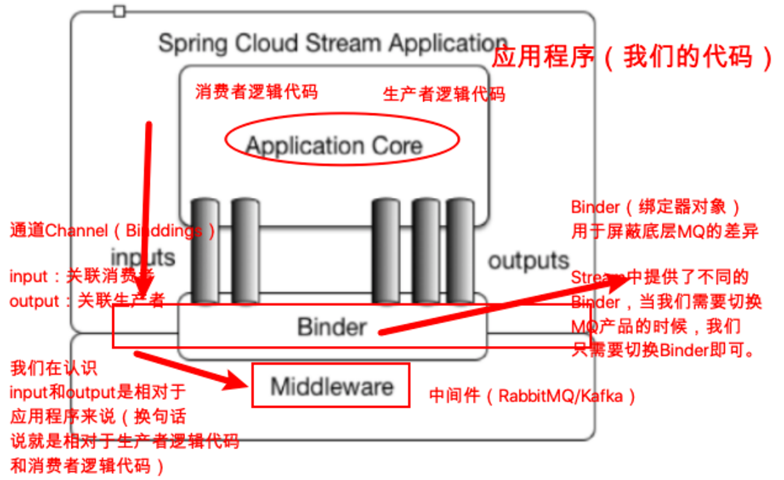 Spring Cloud Stream Application
应用程序（我们的代码）
消费者逻辑代码
生产者逻辑代码
Application Core
通道Channel（Binddings）
inputs
input：关联消费者
output：关联生产者
outputs
Binder（绑定器对象）
用于屏蔽底层MQ的差异
Stream中提供了不同的
Binder，当我们需要切换
MQ产品的时候，我们
只需要切换Binder即可。
Binder
Middleware
中间件（RabbitMQ/Kafka）
我们在认识
input和output是相对于
应用程序来说（换句话
说就是相对于生产者逻辑代码
和消费者逻辑代码）